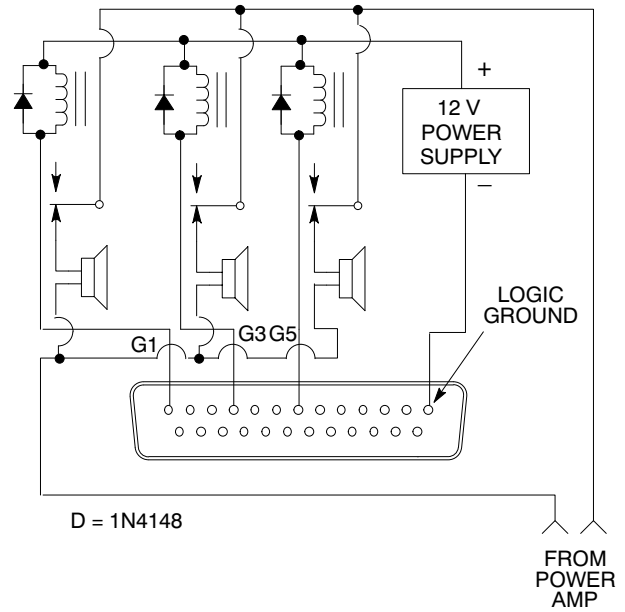 +
12 V
POWER
SUPPLY
–
LOGIC
GROUND
G1
G3 G5
D = 1N4148
FROM
POWER
AMP